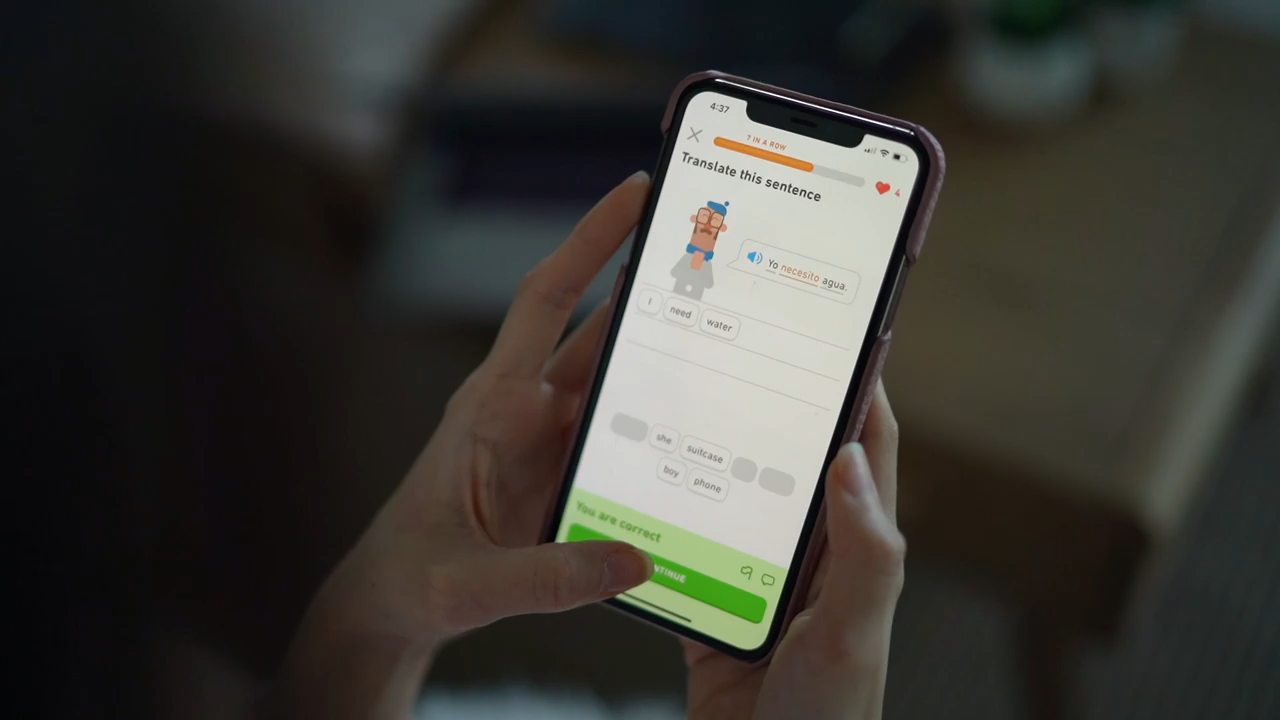 4:37
7 IN A ROW
4
Translate this sentence
Yo necesito agua.
I need water
she suitcase
boy phone
You are correct